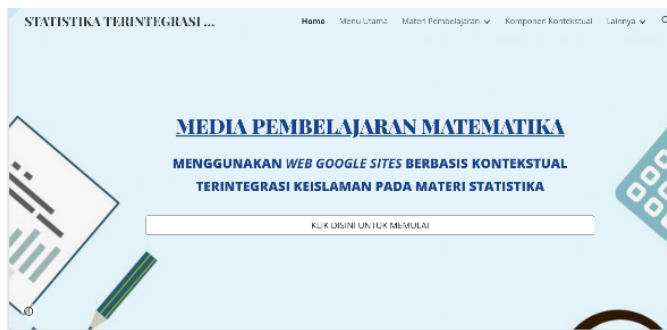 STATISTIKA TERINTEGRASI ...
Home Menu Utama Materi Pembelajaran Komponen Kontekstual Lainnya
MEDIA PEMBELAJARAN MATEMATIKA
MENGGUNAKAN WEB GOOGLE SITES BERBASIS KONTEKSTUAL
TERINTEGRASI KEISLAMAN PADA MATERI STATISTIKA
KLIK DISINI UNTUK MEMULAI